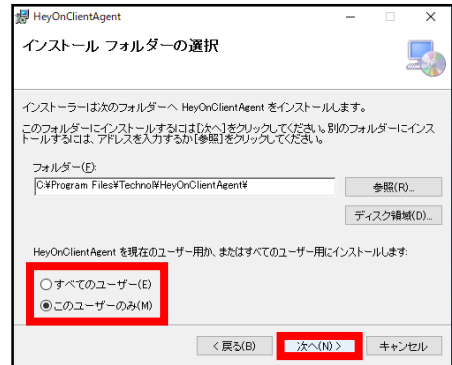 HeyOnClientAgent
インストール フォルダーの選択
インストーラーは次のフォルダーへ HeyOnClientAgent をインストールします。
このフォルダーにインストールするには[次へ]をクリックしてください。別のフォルダーにインス
トールするには、アドレスを入力するか[参照]をクリックしてください。
フォルダー(F):
C:¥Program Files¥Technol¥HeyOnClientAgent¥
参照(R)...
ディスク領域(D)...
HeyOnClientAgent を現在のユーザー用か、またはすべてのユーザー用にインストールします:
すべてのユーザー(E)
このユーザーのみ(M)
< 戻る(B)
次へ(N) >
キャンセル